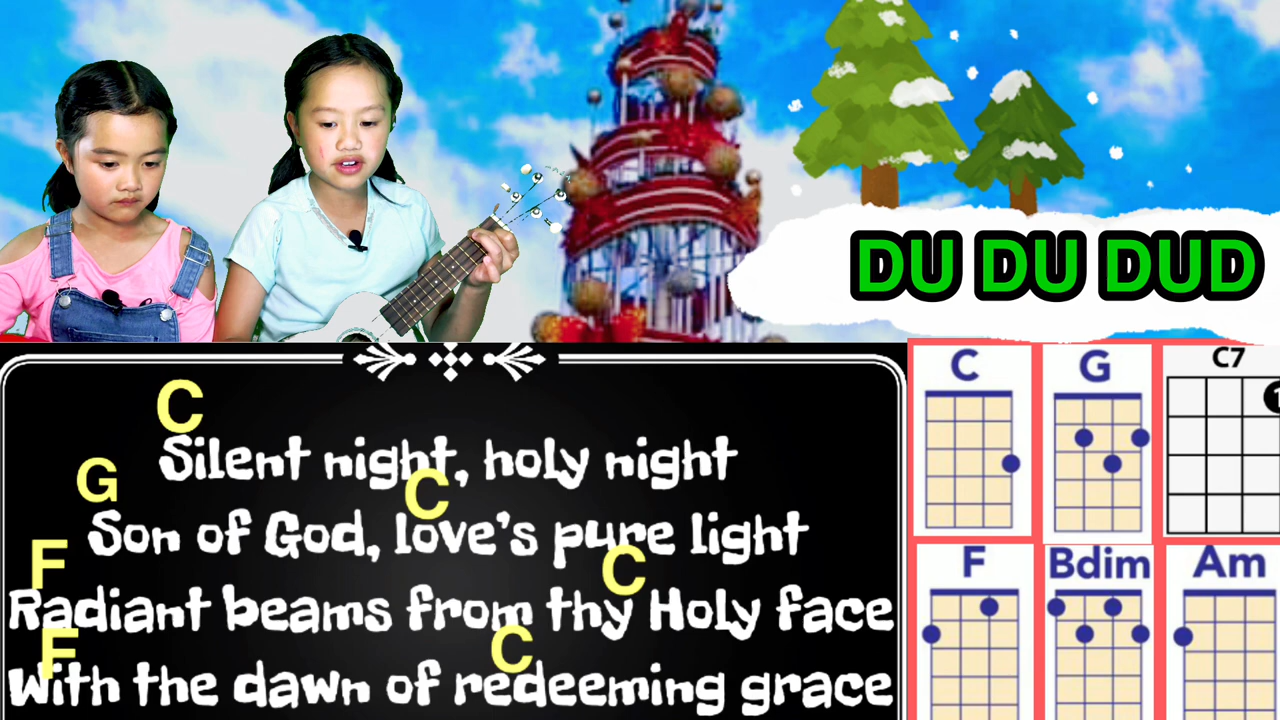 DU DU DUD
C
Silent night, holy night
G C
Son of God, love's pure light
F C
Radiant beams from thy Holy face
F C
With the dawn of redeeming grace
C G C7
1
F Bdim Am